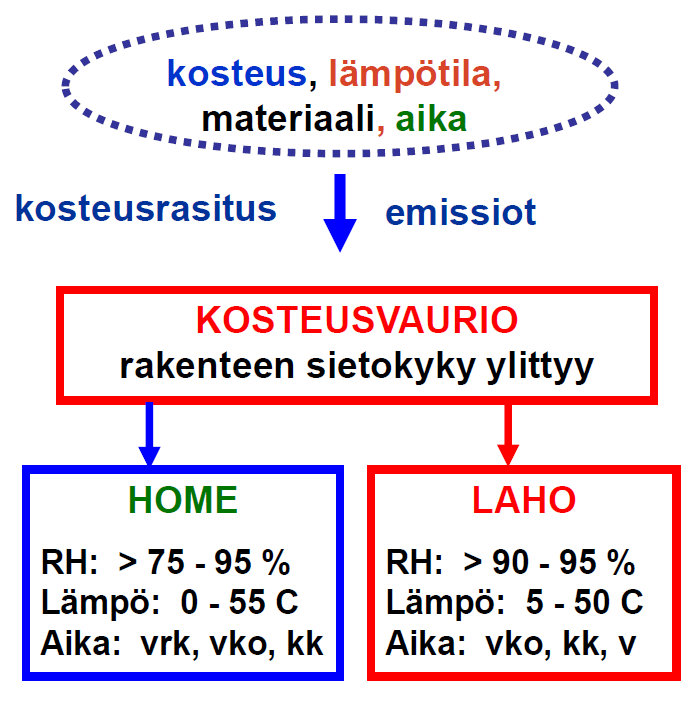 kosteus, lämpötila,
materiaali, aika
kosteusrasitus
emissiot
KOSTEUSVAURIO
rakenteen sietokyky ylittyy
HOME
RH: > 75 - 95 %
Lämpö: 0 - 55 C
Aika: vrk, vko, kk
LAHO
RH: > 90 - 95 %
Lämpö: 5 - 50 C
Aika: vko, kk, v